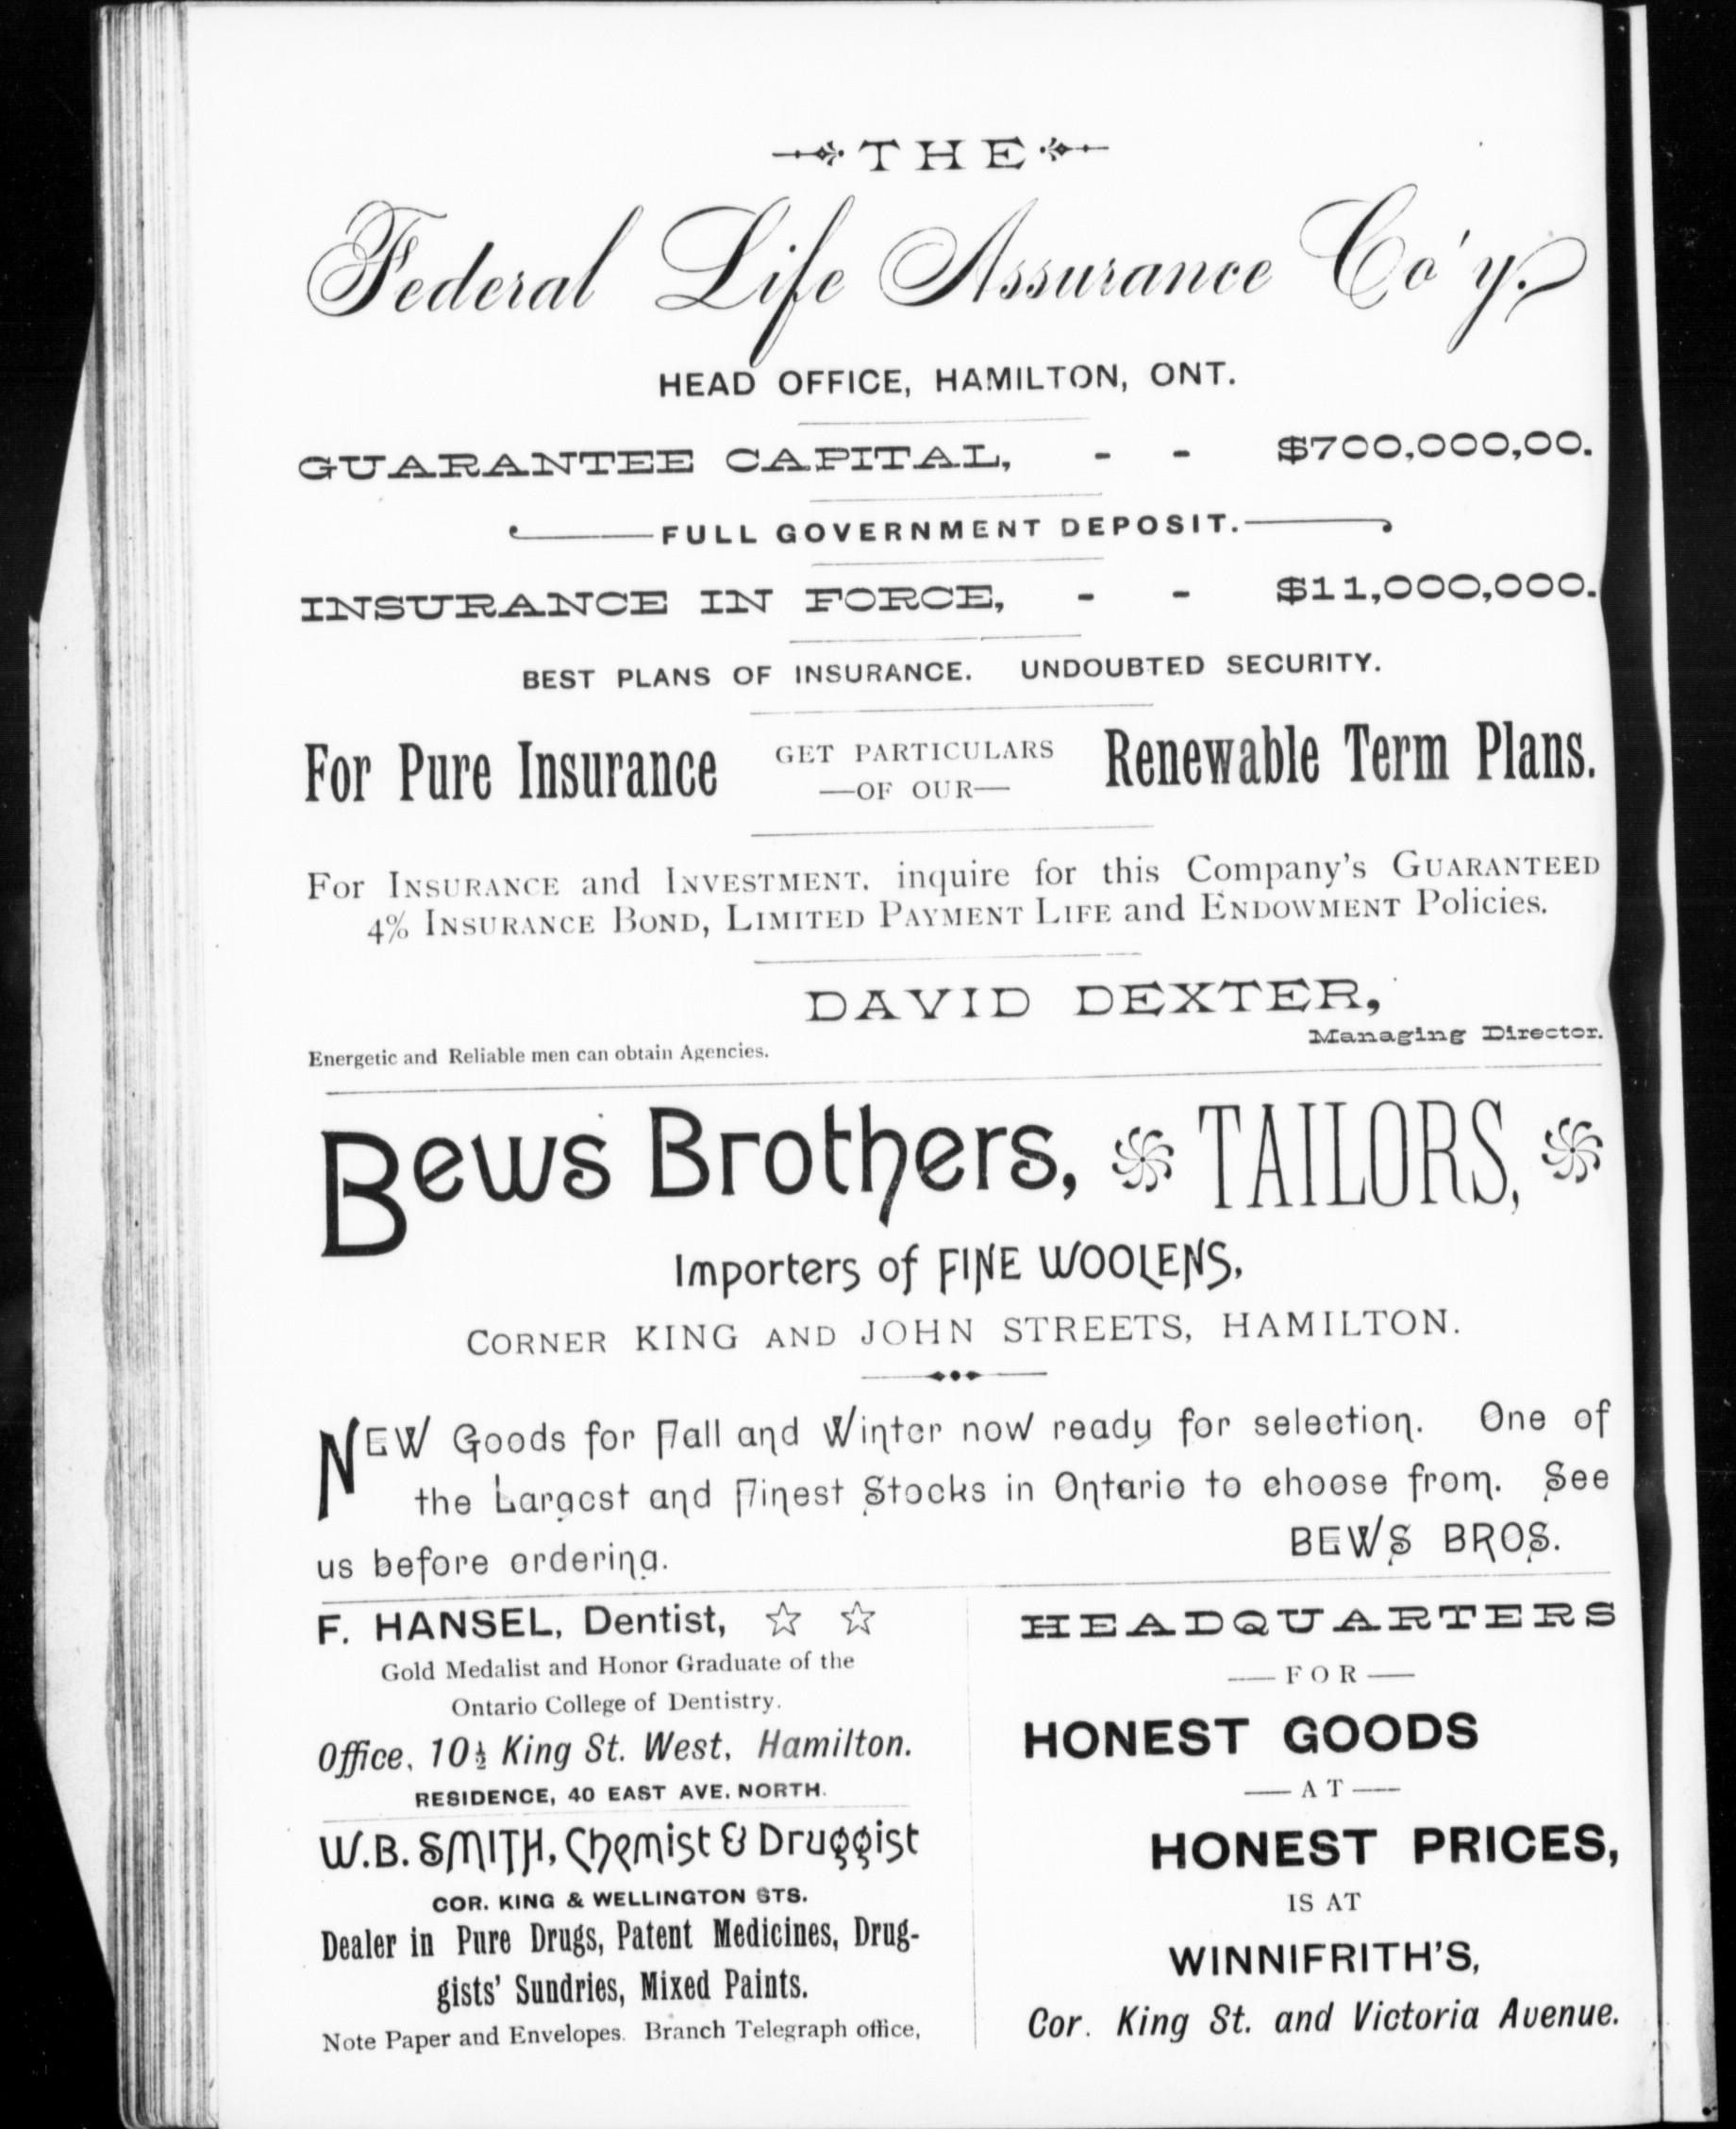 THE
Federal Life Assurance Co'y.
HEAD OFFICE, HAMILTON, ONT.
GUARANTEE CAPITAL, - - $700,000,00.
FULL GOVERNMENT DEPOSIT.
INSURANCE IN FORCE, - - $11,000,000.
BEST PLANS OF INSURANCE. UNDOUBTED SECURITY.
For Pure Insurance GET PARTICULARS —OF OUR— Renewable Term Plans.
For INSURANCE and INVESTMENT, inquire for this Company's GUARANTEED
4% INSURANCE BOND, LIMITED PAYMENT LIFE and ENDOWMENT Policies.
DAVID DEXTER,
Managing Director.
Energetic and Reliable men can obtain Agencies.
Bews Brothers, TAILORS,
Importers of FINE WOOLENS,
CORNER KING AND JOHN STREETS, HAMILTON.
NEW Goods for Fall and Winter now ready for selection. One of
the Largest and Finest Stocks in Ontario to choose from. See
us before ordering.
BEWS BROS.
F. HANSEL, Dentist, ☆ ☆
Gold Medalist and Honor Graduate of the
Ontario College of Dentistry.
Office, 10½ King St. West, Hamilton.
RESIDENCE, 40 EAST AVE. NORTH.
W.B. SMITH, Chemist & Druggist
COR. KING & WELLINGTON STS.
Dealer in Pure Drugs, Patent Medicines, Drug-
gists' Sundries, Mixed Paints.
Note Paper and Envelopes. Branch Telegraph office,
HEADQUARTERS
— FOR —
HONEST GOODS
— AT —
HONEST PRICES,
IS AT
WINNIFRITH'S,
Cor. King St. and Victoria Avenue.